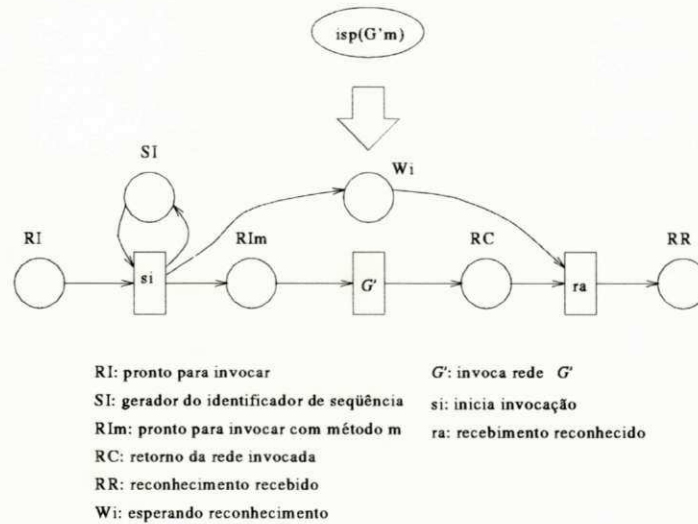 isp(G'm)
SI
Wi
RI
RIm
RC
RR
si
G'
ra
RI: pronto para invocar
SI: gerador do identificador de seqüência
RIm: pronto para invocar com método m
RC: retorno da rede invocada
RR: reconhecimento recebido
Wi: esperando reconhecimento
G': invoca rede G'
si: inicia invocação
ra: recebimento reconhecido